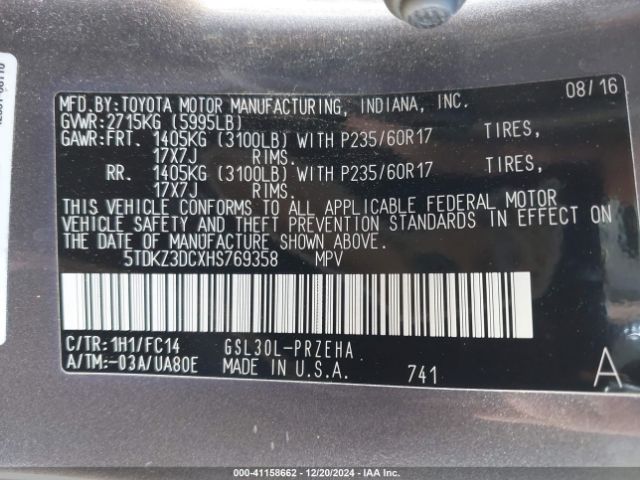 MFD.BY:TOYOTA MOTOR MANUFACTURING, INDIANA, INC. 08/16
GVWR:2715KG (5995LB)
GAWR:FRT. 1405KG (3100LB) WITH P235/60R17 TIRES,
17X7J RIMS.
RR. 1405KG (3100LB) WITH P235/60R17 TIRES,
17X7J RIMS.
THIS VEHICLE CONFORMS TO ALL APPLICABLE FEDERAL MOTOR
VEHICLE SAFETY AND THEFT PREVENTION STANDARDS IN EFFECT ON
THE DATE OF MANUFACTURE SHOWN ABOVE.
5TDKZ3DCXHS769358 MPV
C/TR:1H1/FC14 GSL30L-PRZEHA
A/TM:-03A/UA80E MADE IN U.S.A. 741 A
000-41158662 - 12/20/2024 - IAA Inc.